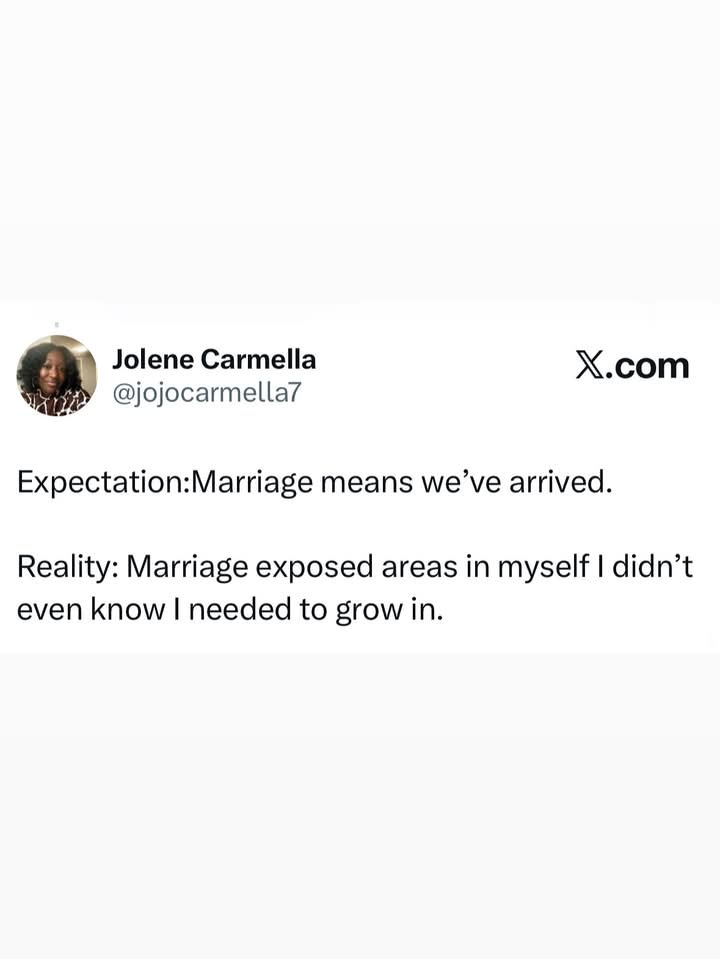 Jolene Carmella
@jojocarmella7
𝕏.com
Expectation:Marriage means we’ve arrived.
Reality: Marriage exposed areas in myself I didn’t
even know I needed to grow in.